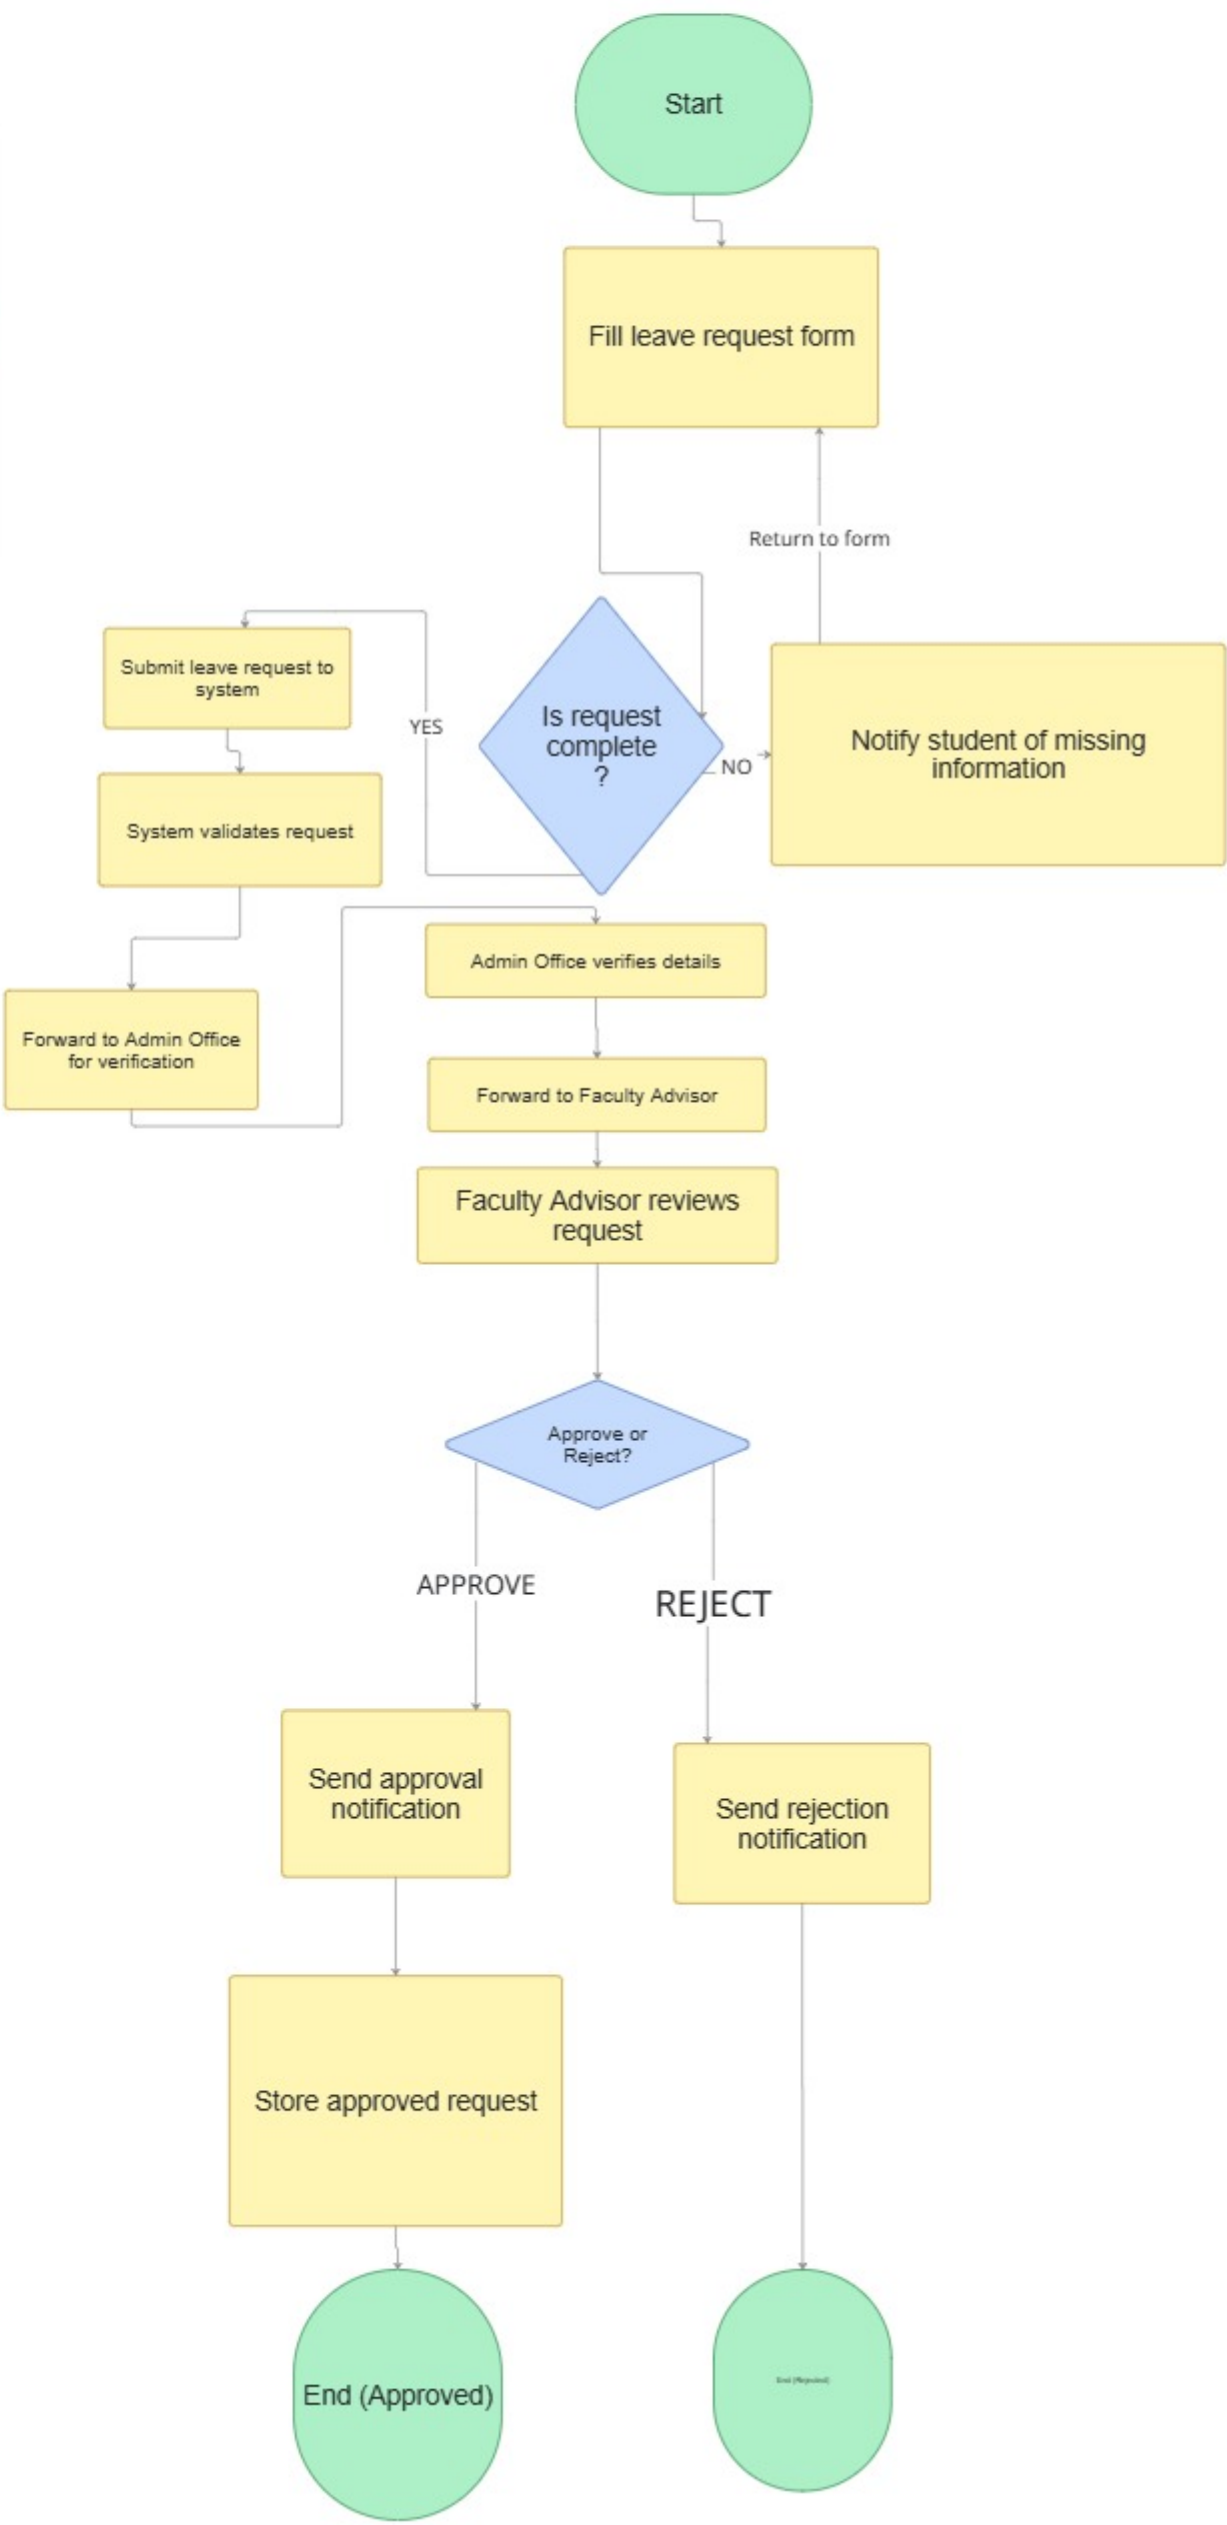 Start
Fill leave request form
Return to form
Submit leave request to
system
YES
Is request
complete
?
NO
Notify student of missing
information
System validates request
Admin Office verifies details
Forward to Admin Office
for verification
Forward to Faculty Advisor
Faculty Advisor reviews
request
Approve or
Reject?
APPROVE
REJECT
Send approval
notification
Send rejection
notification
Store approved request
End (Approved)
End (Rejected)